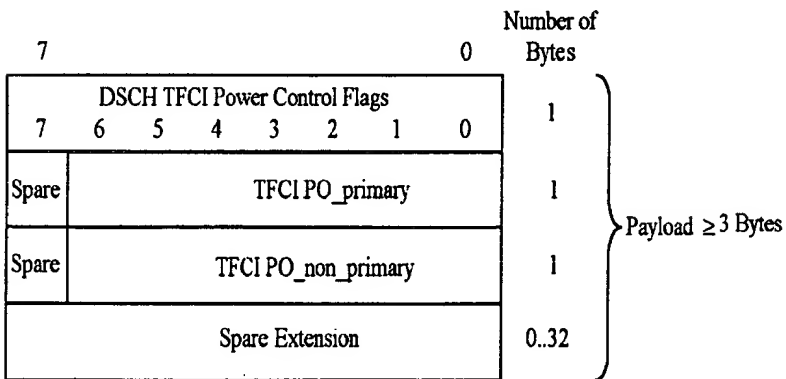 Number of
7 0 Bytes
DSCH TFCI Power Control Flags
7 6 5 4 3 2 1 0 1
Spare TFCI PO_primary 1
Payload ≥ 3 Bytes
Spare TFCI PO_non_primary 1
Spare Extension 0..32